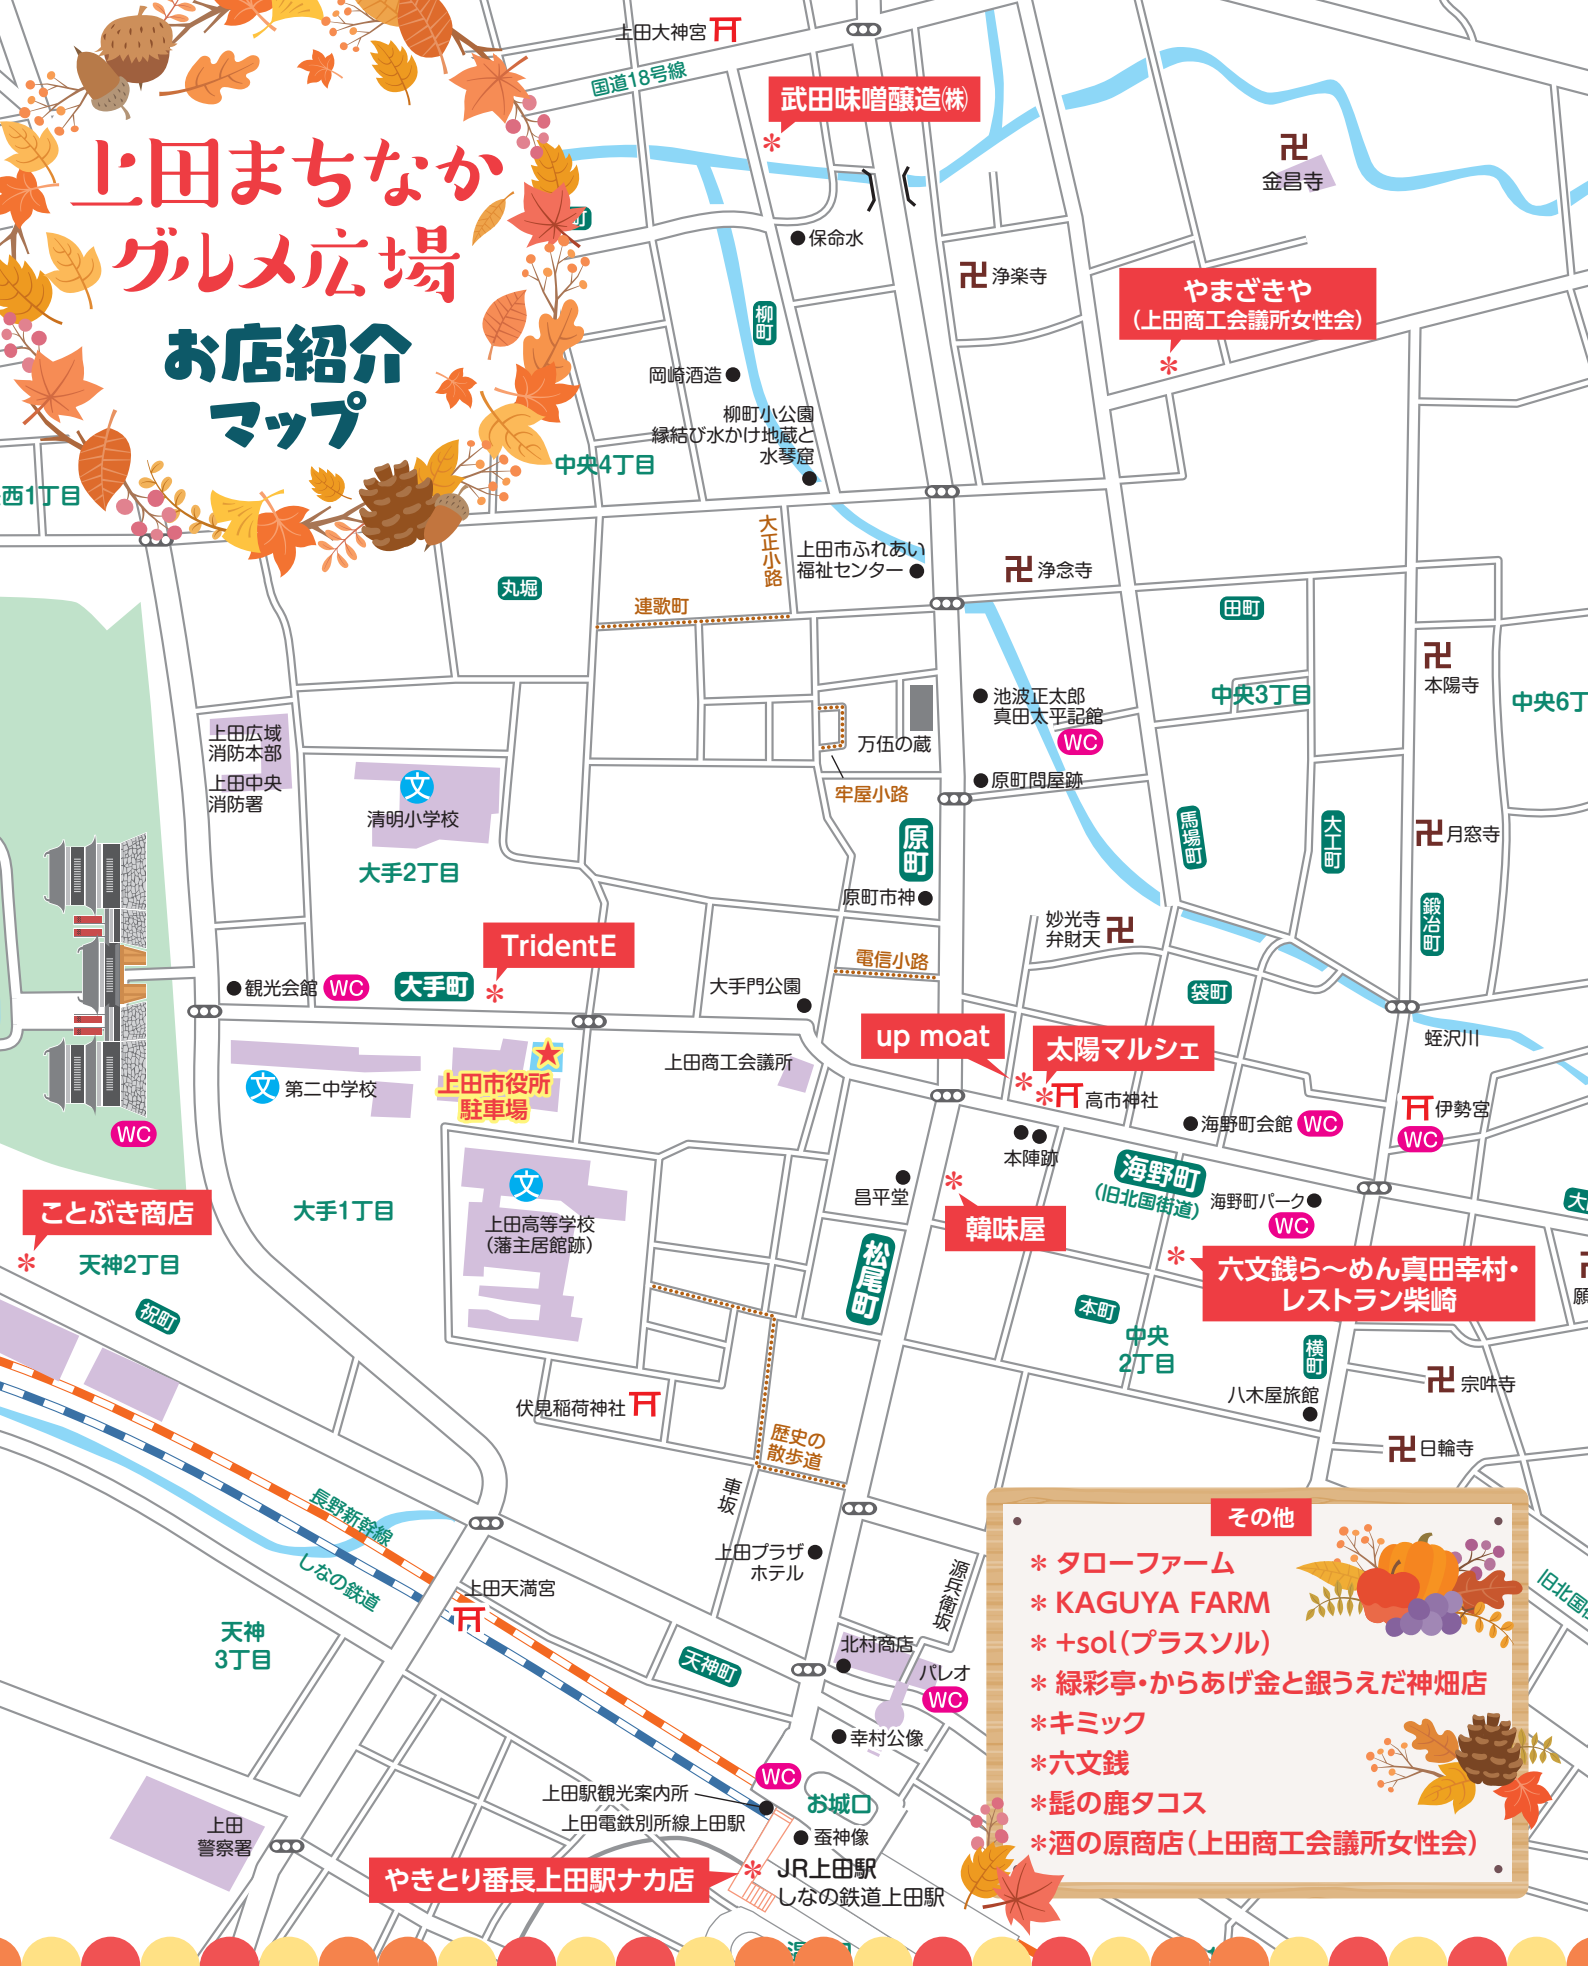 上田まちなか
グルメ広場
お店紹介
マップ
上田大神宮
国道18号線
武田味噌醸造㈱
金昌寺
町
保命水
浄楽寺
やまざきや
(上田商工会議所女性会)
柳町
岡崎酒造
柳町小公園
縁結び水かけ地蔵と
水琴窟
中央4丁目
西1丁目
大正小路
上田市ふれあい
福祉センター
浄念寺
丸堀
連歌町
田町
本陽寺
中央3丁目
中央6丁
池波正太郎
真田太平記館
WC
万伍の蔵
上田広域
消防本部
上田中央
消防署
文
清明小学校
原町問屋跡
牢屋小路
原町
馬場町
大工町
月窓寺
大手2丁目
原町市神
鍛冶町
妙光寺
弁財天
TridentE
電信小路
観光会館
WC
大手町
大手門公園
袋町
up moat
太陽マルシェ
蛭沢川
上田商工会議所
文
第二中学校
上田市役所
駐車場
高市神社
海野町会館
WC
伊勢宮
WC
WC
本陣跡
海野町
(旧北国街道)
海野町パーク
WC
文
上田高等学校
(藩主居館跡)
昌平堂
韓味屋
ことぶき商店
大手1丁目
天神2丁目
松尾町
六文銭ら～めん真田幸村・
レストラン柴崎
願
祝町
本町
中央
2丁目
横町
宗吽寺
八木屋旅館
伏見稲荷神社
歴史の
散歩道
日輪寺
車坂
長野新幹線
しなの鉄道
上田プラザ
ホテル
源兵衛坂
上田天満宮
天神
3丁目
天神町
北村商店
パレオ
WC
幸村公像
WC
上田駅観光案内所
お城口
上田電鉄別所線上田駅
蚕神像
上田
警察署
やきとり番長上田駅ナカ店
JR上田駅
しなの鉄道上田駅
旧北国街
その他
＊ タローファーム
＊ KAGUYA FARM
＊ +sol(プラスソル)
＊ 緑彩亭・からあげ金と銀うえだ神畑店
＊キミック
＊六文銭
＊髭の鹿タコス
＊酒の原商店(上田商工会議所女性会)